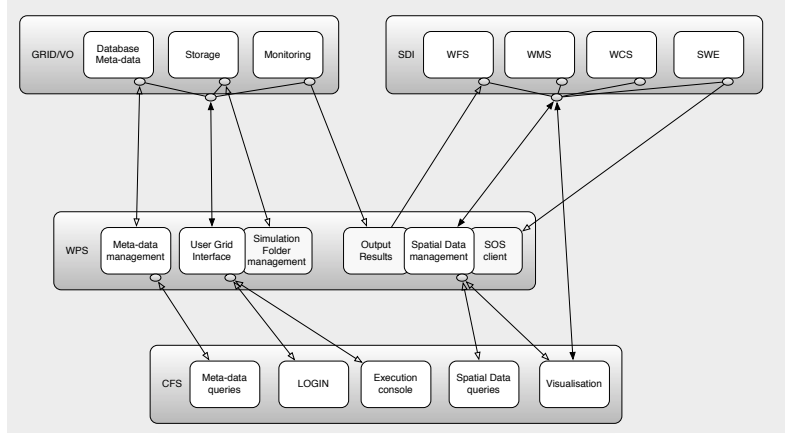 GRID/VO
Database
Meta-data
Storage
Monitoring
SDI
WFS
WMS
WCS
SWE
WPS
Meta-data
management
User Grid
Interface
Simulation
Folder
management
Output
Results
Spatial Data
management
SOS
client
CFS
Meta-data
queries
LOGIN
Execution
console
Spatial Data
queries
Visualisation